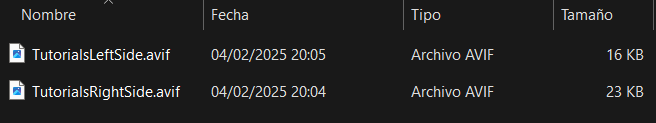 Nombre Fecha Tipo Tamaño
TutorialsLeftSide.avif 04/02/2025 20:05 Archivo AVIF 16 KB
TutorialsRightSide.avif 04/02/2025 20:04 Archivo AVIF 23 KB